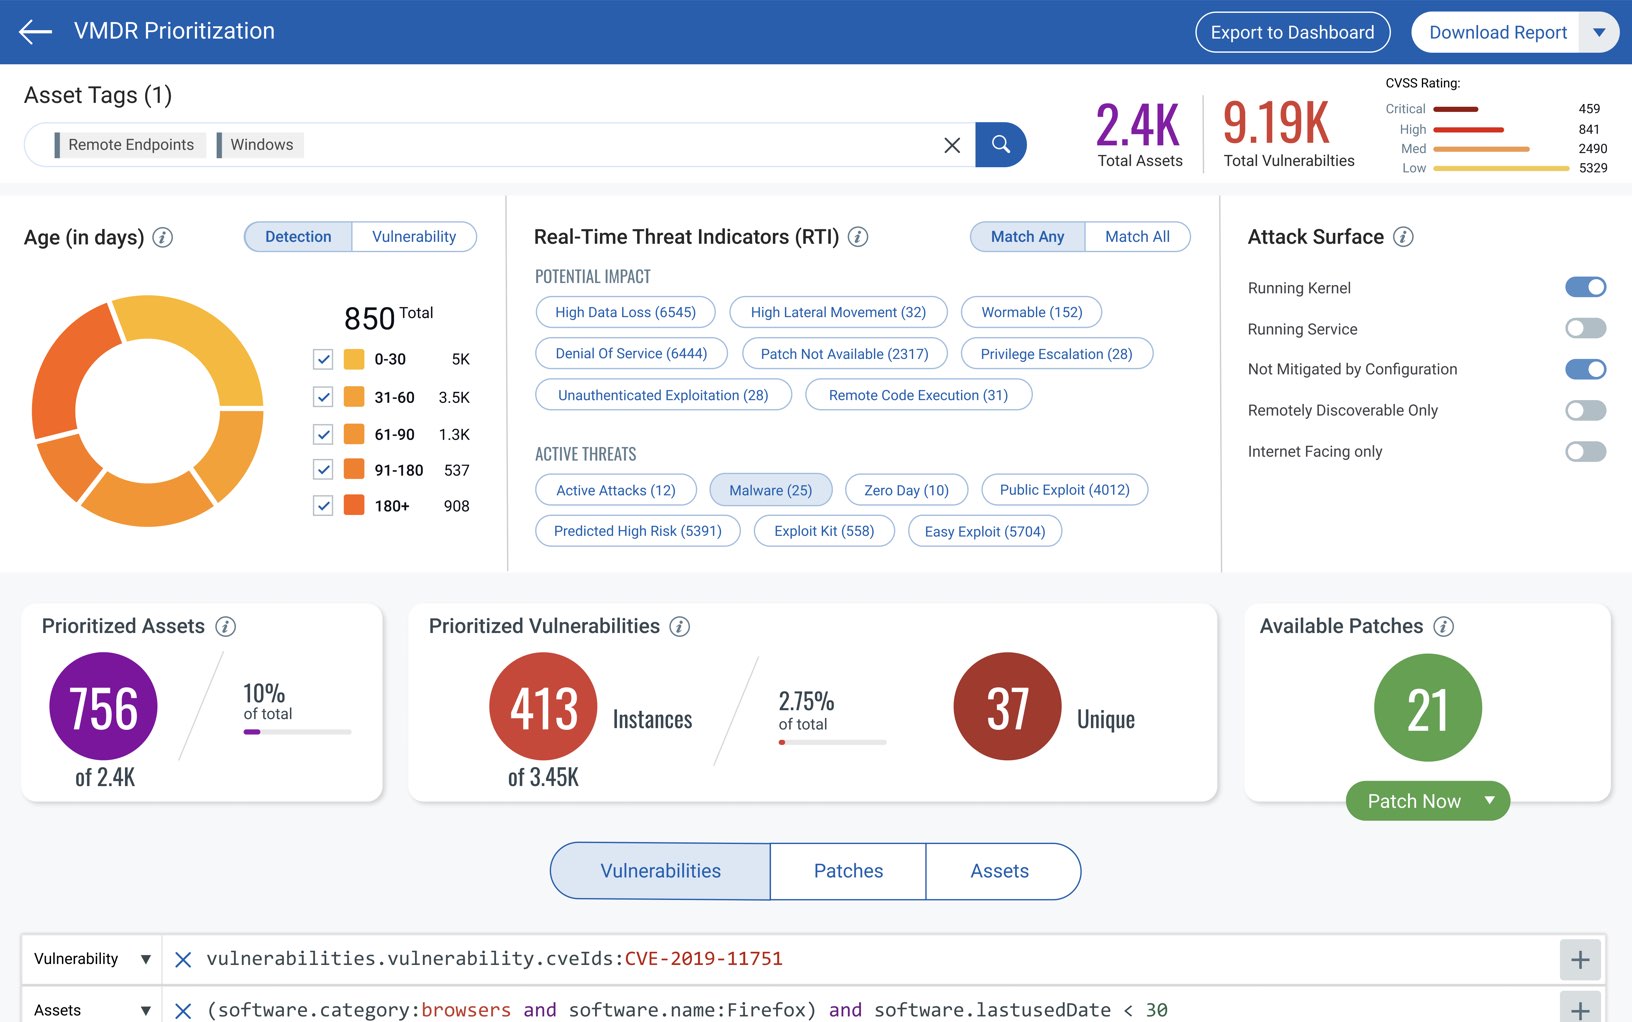 VMDR Prioritization
Export to Dashboard
Download Report
Asset Tags (1)
Remote Endpoints
Windows
2.4K
Total Assets
9.19K
Total Vulnerabilties
CVSS Rating:
Critical 459
High 841
Med 2490
Low 5329
Age (in days)
Detection
Vulnerability
850 Total
0-30 5K
31-60 3.5K
61-90 1.3K
91-180 537
180+ 908
Real-Time Threat Indicators (RTI)
Match Any
Match All
POTENTIAL IMPACT
High Data Loss (6545)
High Lateral Movement (32)
Wormable (152)
Denial Of Service (6444)
Patch Not Available (2317)
Privilege Escalation (28)
Unauthenticated Exploitation (28)
Remote Code Execution (31)
ACTIVE THREATS
Active Attacks (12)
Malware (25)
Zero Day (10)
Public Exploit (4012)
Predicted High Risk (5391)
Exploit Kit (558)
Easy Exploit (5704)
Attack Surface
Running Kernel
Running Service
Not Mitigated by Configuration
Remotely Discoverable Only
Internet Facing only
Prioritized Assets
756
of 2.4K
10%
of total
Prioritized Vulnerabilities
413 Instances
of 3.45K
2.75%
of total
37 Unique
Available Patches
21
Patch Now
Vulnerabilities
Patches
Assets
Vulnerability
vulnerabilities.vulnerability.cveIds:CVE-2019-11751
Assets
(software.category:browsers and software.name:Firefox) and software.lastusedDate < 30